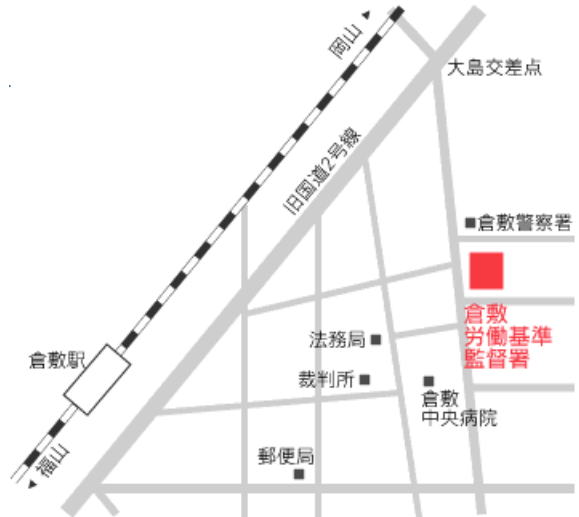 岡山
大島交差点
旧国道2号線
倉敷警察署
倉敷
労働基準
監督署
法務局
倉敷駅
裁判所
倉敷
中央病院
福山
郵便局